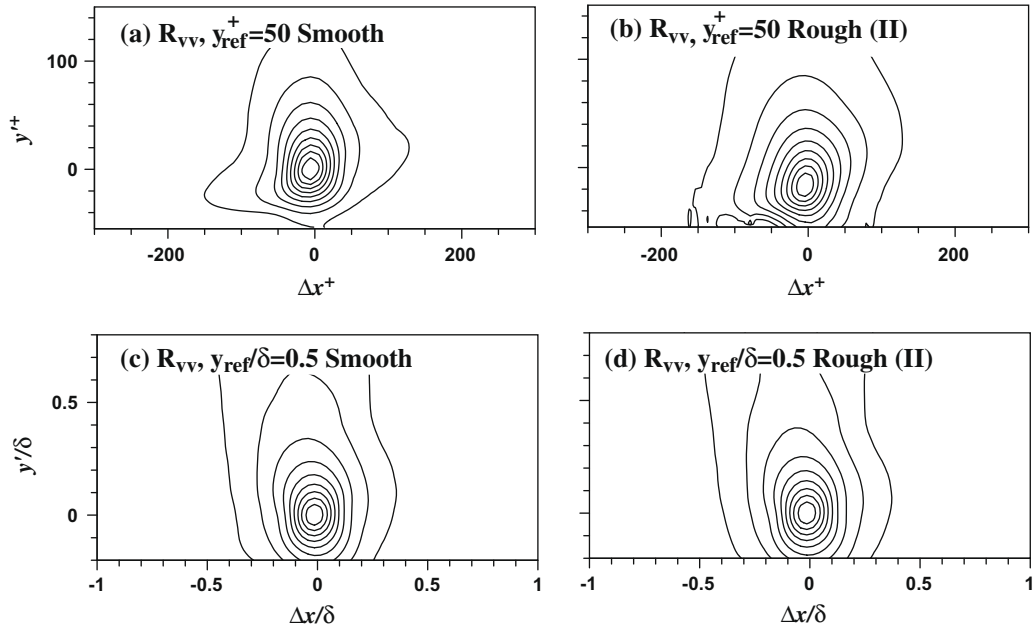 (a) R_vv, y⁺_ref=50 Smooth
(b) R_vv, y⁺_ref=50 Rough (II)
100
0
y'⁺
-200 0 200
Δx⁺
-200 0 200
Δx⁺
(c) R_vv, y_ref/δ=0.5 Smooth
(d) R_vv, y_ref/δ=0.5 Rough (II)
0.5
0
y'/δ
-1 -0.5 0 0.5 1
Δx/δ
-1 -0.5 0 0.5 1
Δx/δ